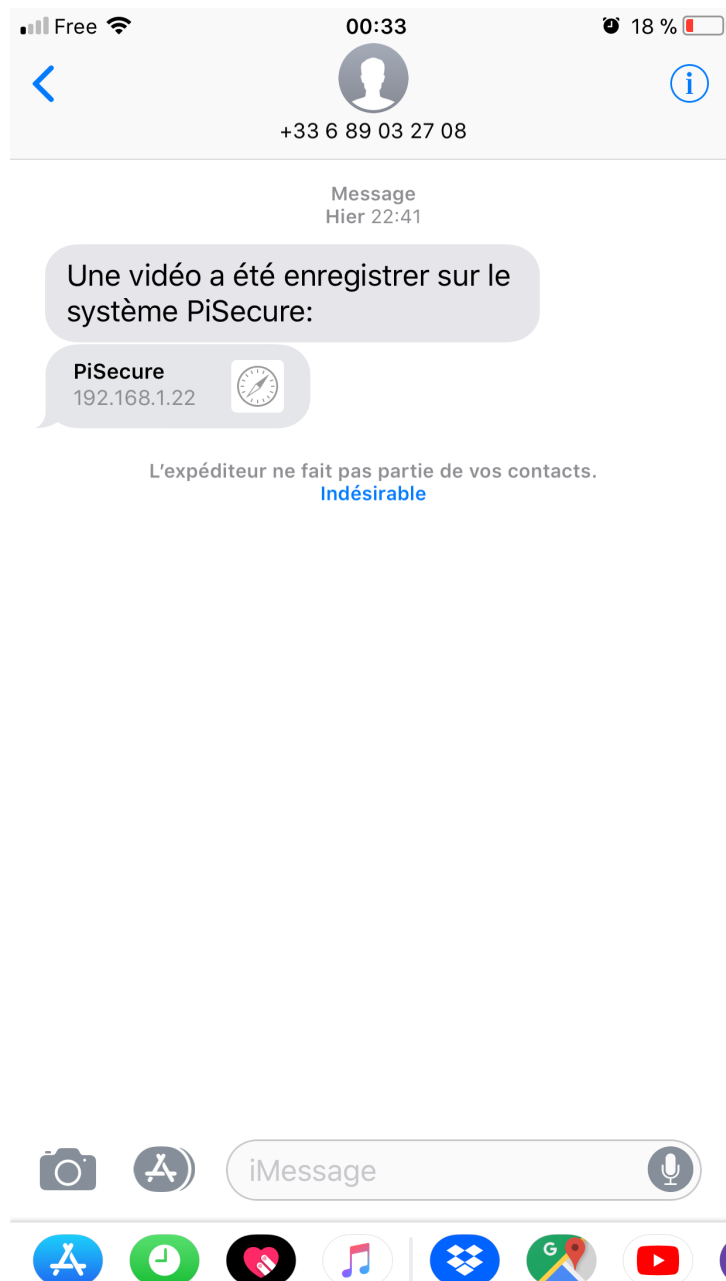 Free 00:33 18 %
+33 6 89 03 27 08
Message
Hier 22:41
Une vidéo a été enregistrer sur le
système PiSecure:
PiSecure
192.168.1.22
L'expéditeur ne fait pas partie de vos contacts.
Indésirable
iMessage
G